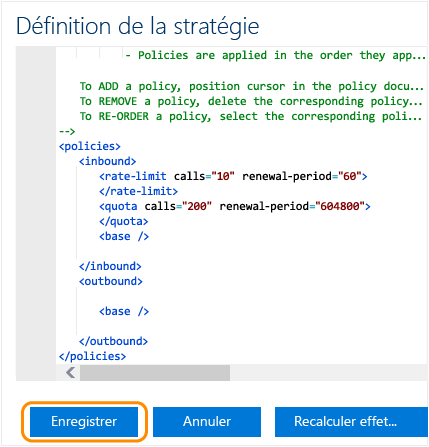 Définition de la stratégie
- Policies are applied in the order they app...
To ADD a policy, position cursor in the policy docu...
To REMOVE a policy, delete the corresponding policy...
To RE-ORDER a policy, select the corresponding poli...
-->
<policies>
<inbound>
<rate-limit calls="10" renewal-period="60">
</rate-limit>
<quota calls="200" renewal-period="604800">
</quota>
<base />
</inbound>
<outbound>
<base />
</outbound>
</policies>
Enregistrer Annuler Recalculer effet...